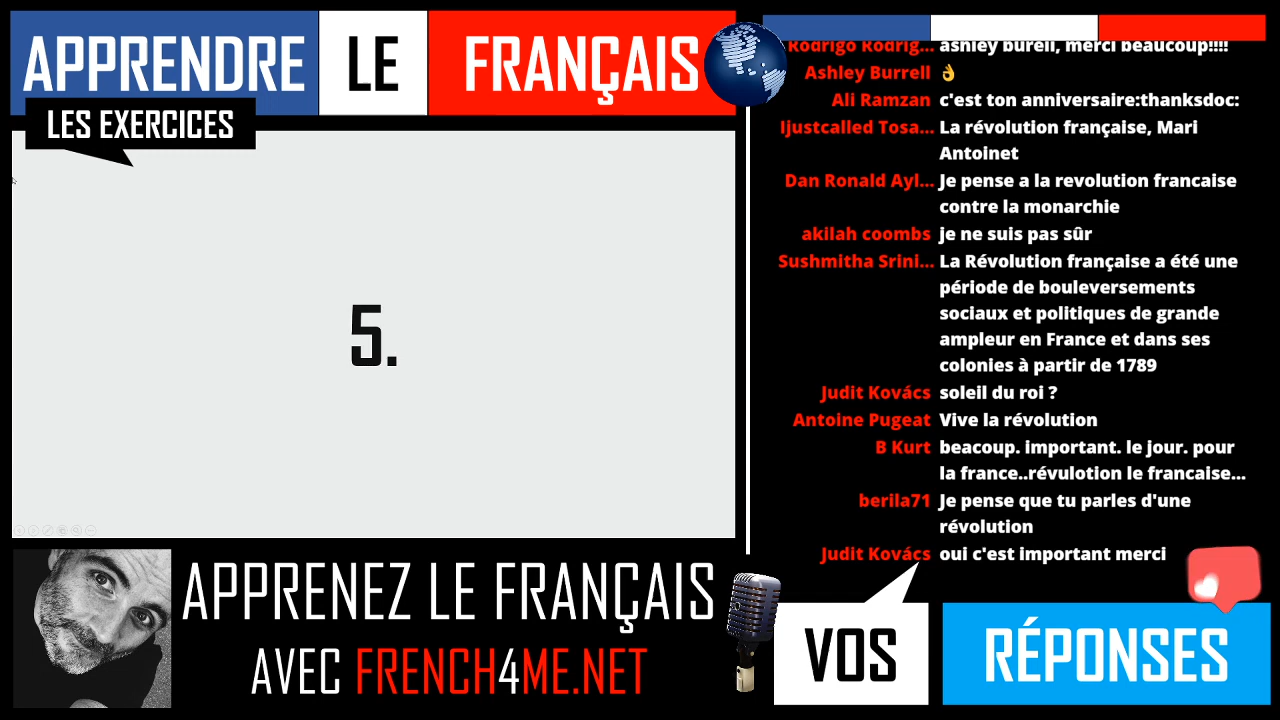 APPRENDRE LE FRANÇAIS
LES EXERCICES
5.
APPRENEZ LE FRANÇAIS
AVEC FRENCH4ME.NET
Rodrigo Rodrig... ashley burell, merci beaucoup!!!!
Ashley Burrell 👌
Ali Ramzan c'est ton anniversaire:thanksdoc:
Ijustcalled Tosa... La révolution française, Mari
Antoinet
Dan Ronald Ayl... Je pense a la revolution francaise
contre la monarchie
akilah coombs je ne suis pas sûr
Sushmitha Srini... La Révolution française a été une
période de bouleversements
sociaux et politiques de grande
ampleur en France et dans ses
colonies à partir de 1789
Judit Kovács soleil du roi ?
Antoine Pugeat Vive la révolution
B Kurt beacoup. important. le jour. pour
la france..révulotion le francaise...
berila71 Je pense que tu parles d'une
révolution
Judit Kovács oui c'est important merci
VOS RÉPONSES